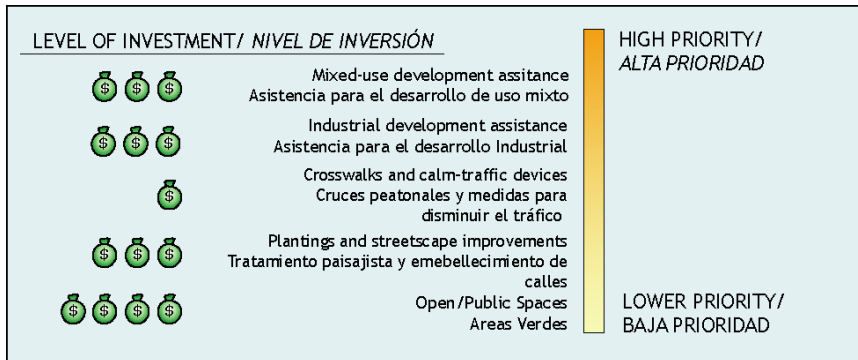 LEVEL OF INVESTMENT/ NIVEL DE INVERSIÓN
Mixed-use development assitance
Asistencia para el desarrollo de uso mixto
Industrial development assistance
Asistencia para el desarrollo Industrial
Crosswalks and calm-traffic devices
Cruces peatonales y medidas para
disminuir el tráfico
Plantings and streetscape improvements
Tratamiento paisajista y emebellecimiento de
calles
Open/Public Spaces
Areas Verdes
HIGH PRIORITY/
ALTA PRIORIDAD
LOWER PRIORITY/
BAJA PRIORIDAD